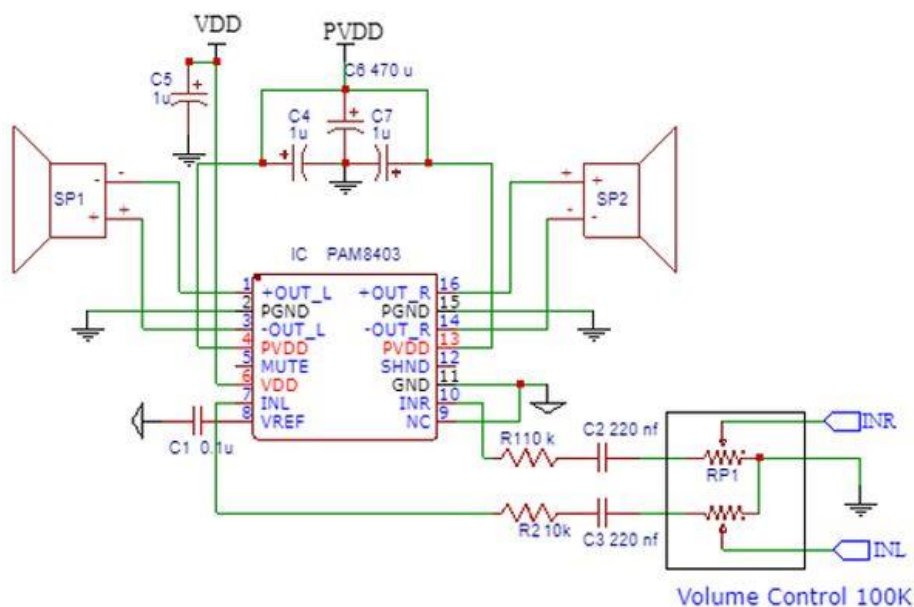 VDD
PVDD
C6 470 u
C5
1u
C4
1u
C7
1u
+
+
+
+
SP1
-
-
+
+
SP2
+
+
-
-
IC PAM8403
1 +OUT_L
2 PGND
3 -OUT_L
4 PVDD
5 MUTE
6 VDD
7 INL
8 VREF
+OUT_R 16
PGND 15
-OUT_R 14
PVDD 13
SHND 12
GND 11
INR 10
NC 9
C1 0.1u
R110 k
C2 220 nf
RP1
INR
R2 10k
C3 220 nf
INL
Volume Control 100K